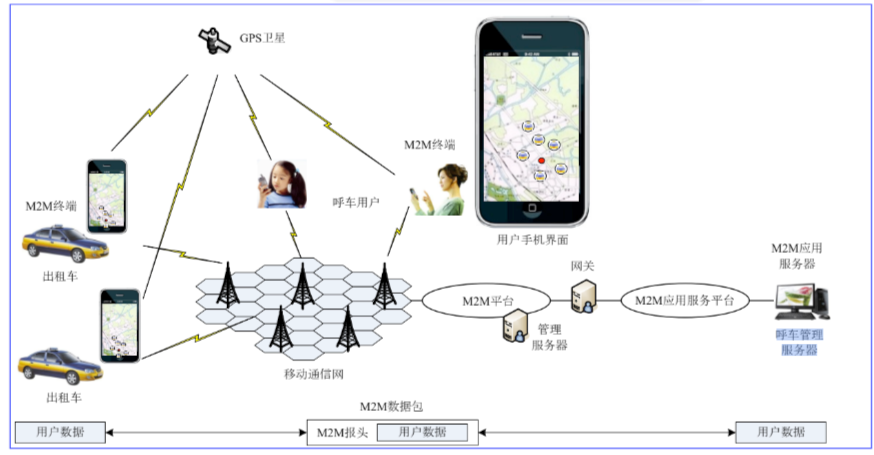 GPS卫星
M2M终端
呼车用户
M2M终端
出租车
用户手机界面
M2M应用
服务器
网关
M2M平台
M2M应用服务平台
管理
服务器
呼车管理
服务器
移动通信网
出租车
M2M数据包
用户数据
M2M报头
用户数据
用户数据